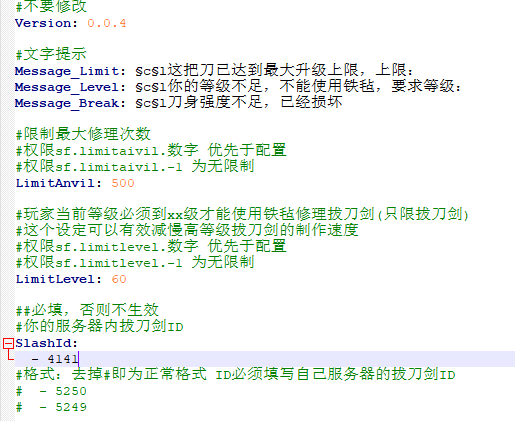 #不要修改
Version: 0.0.4
#文字提示
Message_Limit: §c§l这把刀已达到最大升级上限，上限：
Message_Level: §c§l你的等级不足，不能使用铁毡，要求等级：
Message_Break: §c§l刀身强度不足，已经损坏
#限制最大修理次数
#权限sf.limitaivil.数字 优先于配置
#权限sf.limitaivil.-1 为无限制
LimitAnvil: 500
#玩家当前等级必须到xx级才能使用铁毡修理拔刀剑(只限拔刀剑)
#这个设定可以有效减慢高等级拔刀剑的制作速度
#权限sf.limitlevel.数字 优先于配置
#权限sf.limitlevel.-1 为无限制
LimitLevel: 60
##必填，否则不生效
#你的服务器内拔刀剑ID
SlashId:
- 4141
#格式：去掉#即为正常格式 ID必须填写自己服务器的拔刀剑ID
# - 5250
# - 5249